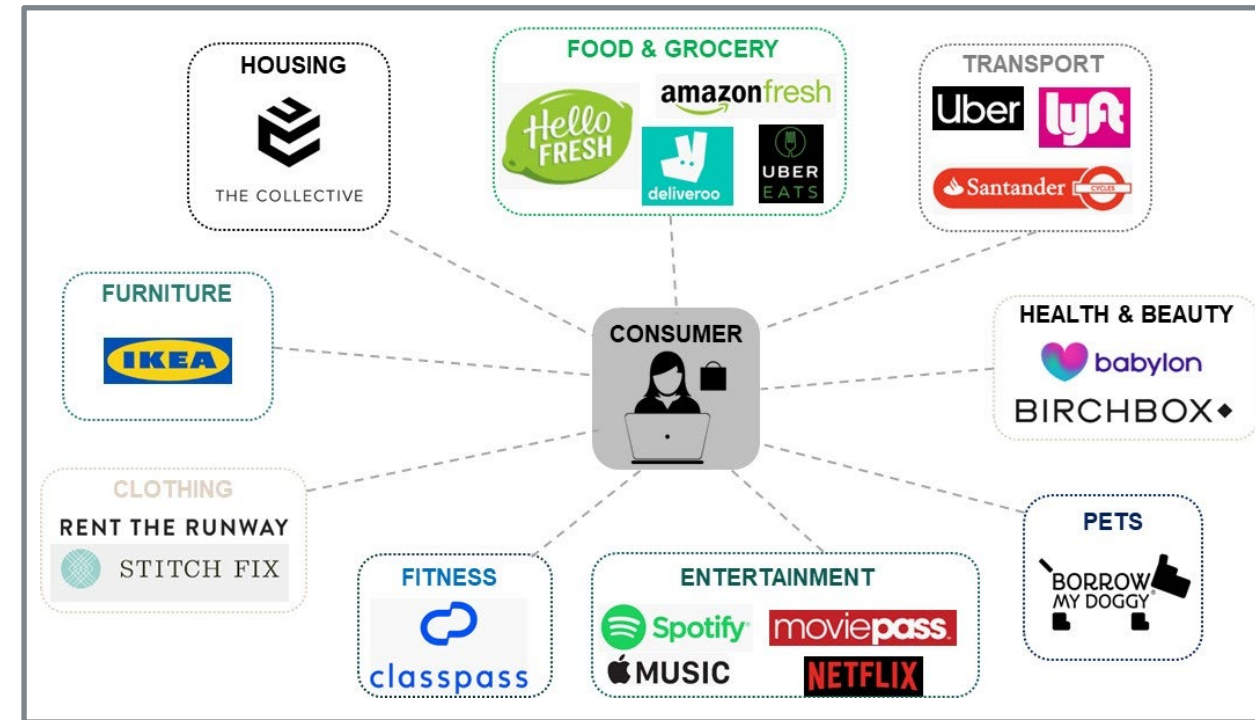 HOUSING
THE COLLECTIVE
FOOD & GROCERY
Hello
FRESH
amazonfresh
deliveroo
UBER
EATS
TRANSPORT
Uber
lyft
Santander
CYCLES
FURNITURE
IKEA
CONSUMER
HEALTH & BEAUTY
babylon
BIRCHBOX
CLOTHING
RENT THE RUNWAY
STITCH FIX
FITNESS
classpass
ENTERTAINMENT
Spotify
moviepass
MUSIC
NETFLIX
PETS
BORROW
MY DOGGY